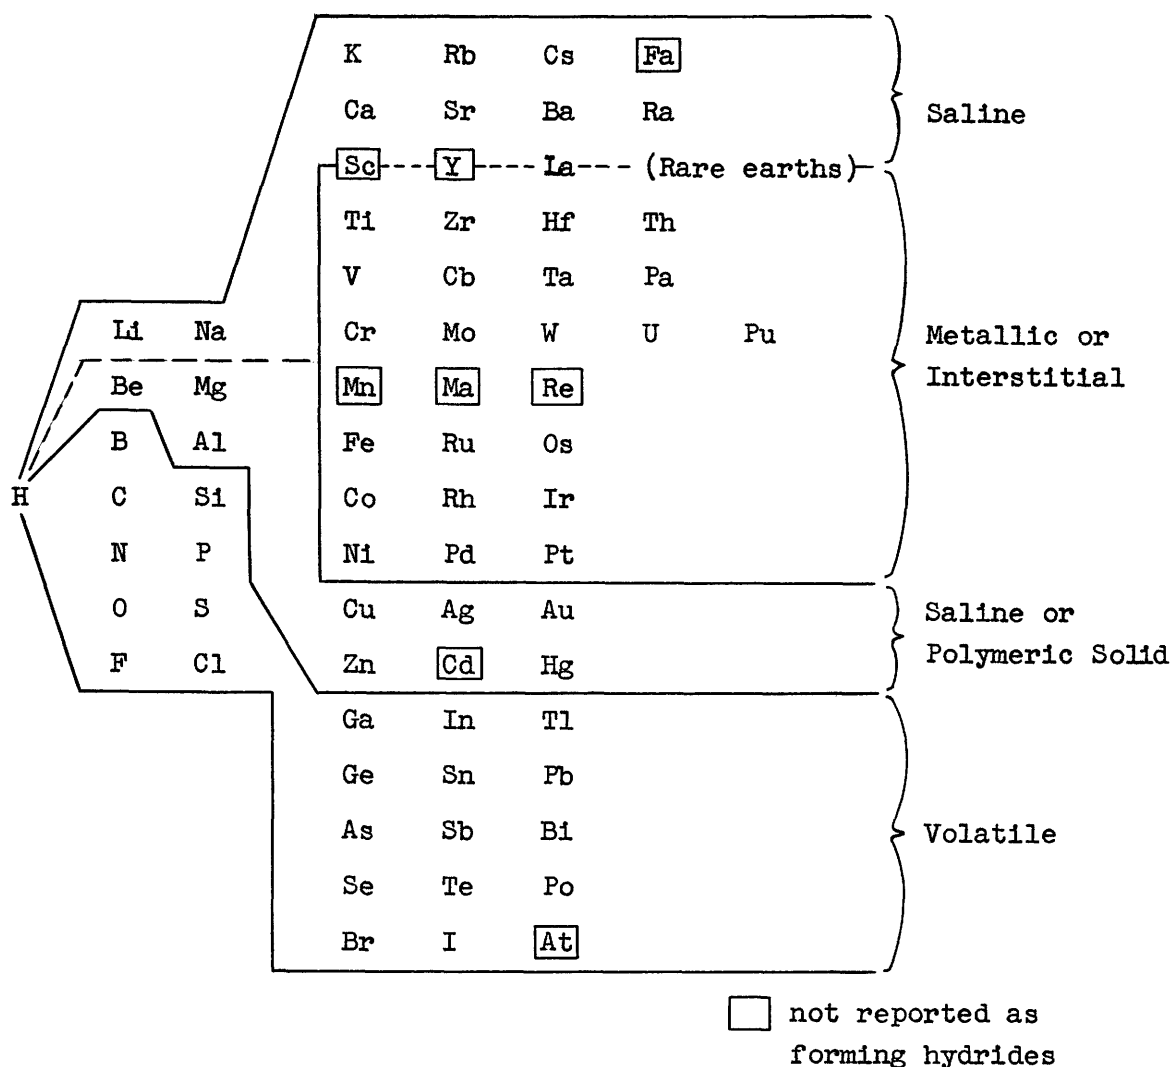 K Rb Cs Fa
Ca Sr Ba Ra
Saline
Sc Y La (Rare earths)
Ti Zr Hf Th
V Cb Ta Pa
Li Na Cr Mo W U Pu
Metallic or
Interstitial
Be Mg Mn Ma Re
B Al Fe Ru Os
H C Si Co Rh Ir
N P Ni Pd Pt
O S Cu Ag Au
Saline or
Polymeric Solid
F Cl Zn Cd Hg
Ga In Tl
Ge Sn Pb
As Sb Bi
Volatile
Se Te Po
Br I At
not reported as
forming hydrides